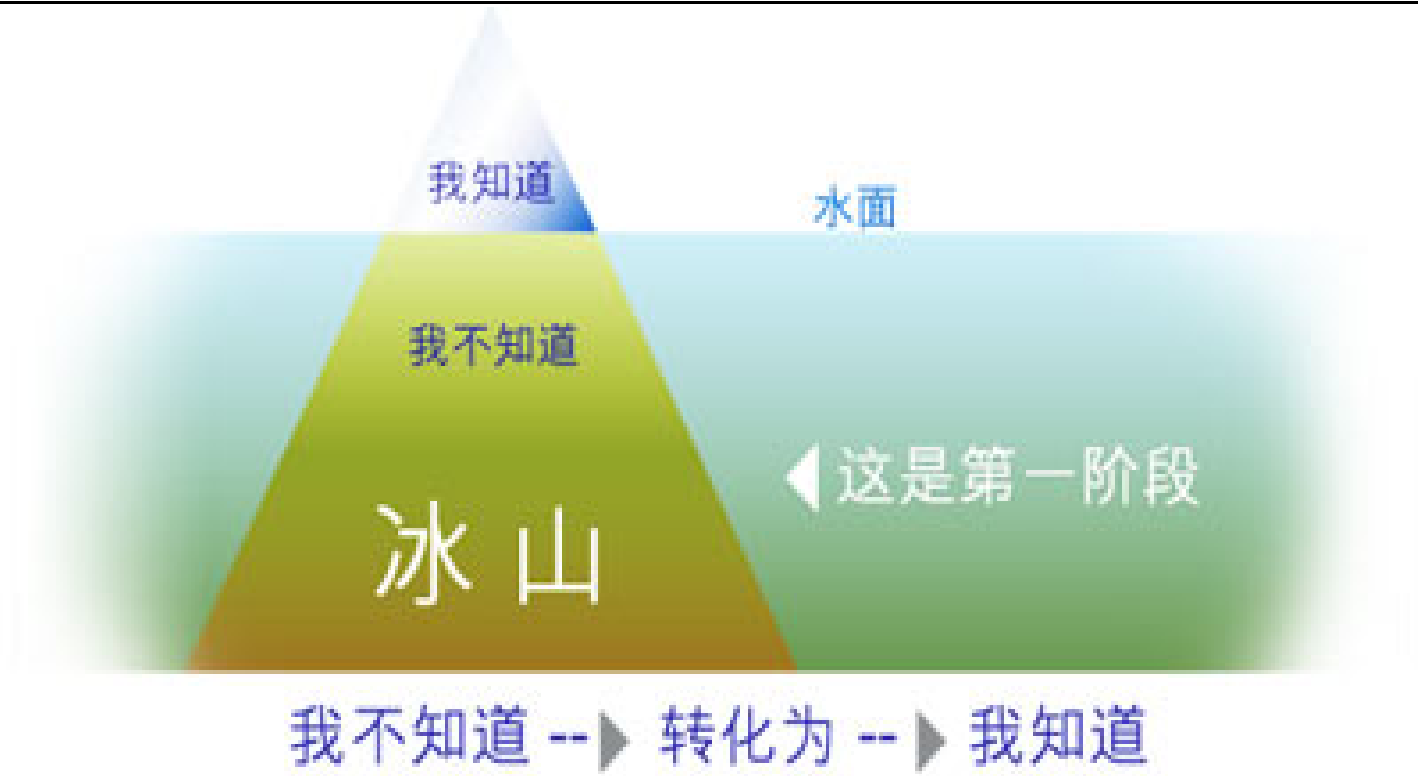 我知道
水面
我不知道
这是第一阶段
冰山
我不知道 -- 转化为 -- 我知道